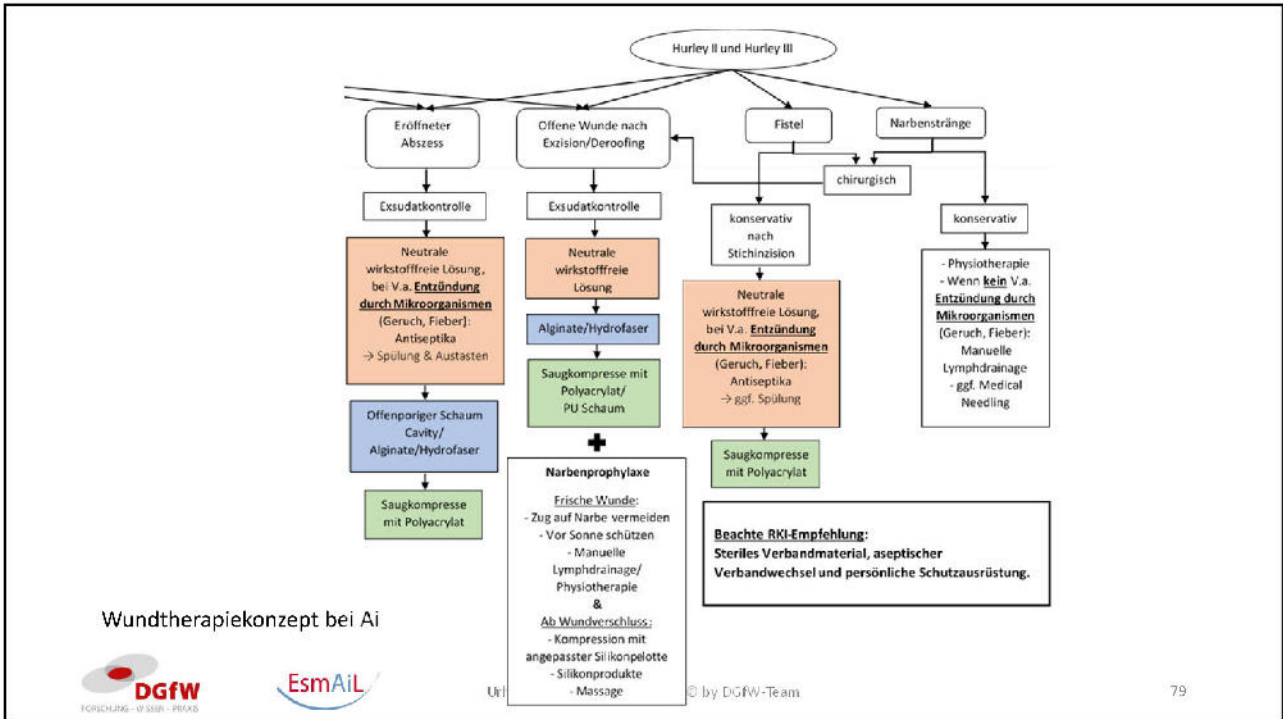 Hurley II und Hurley III
Eröffneter
Abszess
Offene Wunde nach
Exzision/Deroofing
Fistel
Narbenstränge
chirurgisch
Exsudatkontrolle
Exsudatkontrolle
konservativ
nach
Stichinzision
konservativ
Neutrale
wirkstofffreie Lösung,
bei V.a. Entzündung
durch Mikroorganismen
(Geruch, Fieber):
Antiseptika
→ Spülung & Austasten
Neutrale
wirkstofffreie
Lösung
Alginate/Hydrofaser
Saugkompresse mit
Polyacrylat/
PU Schaum
Neutrale
wirkstofffreie Lösung,
bei V.a. Entzündung
durch Mikroorganismen
(Geruch, Fieber):
Antiseptika
→ ggf. Spülung
- Physiotherapie
- Wenn kein V.a.
Entzündung durch
Mikroorganismen
(Geruch, Fieber):
Manuelle
Lymphdrainage
- ggf. Medical
Needling
Offenporiger Schaum
Cavity/
Alginate/Hydrofaser
Saugkompresse
mit Polyacrylat
Saugkompresse
mit Polyacrylat
+
Narbenprophylaxe
Frische Wunde:
- Zug auf Narbe vermeiden
- Vor Sonne schützen
- Manuelle
Lymphdrainage/
Physiotherapie
&
Ab Wundverschluss:
- Kompression mit
angepasster Silikonpelotte
- Silikonprodukte
- Massage
Beachte RKI-Empfehlung:
Steriles Verbandmaterial, aseptischer
Verbandwechsel und persönliche Schutzausrüstung.
Wundtherapiekonzept bei Ai
DGfW
FORSCHUNG - WISSEN - PRAXIS
EsmAiL
© by DGfW-Team
79